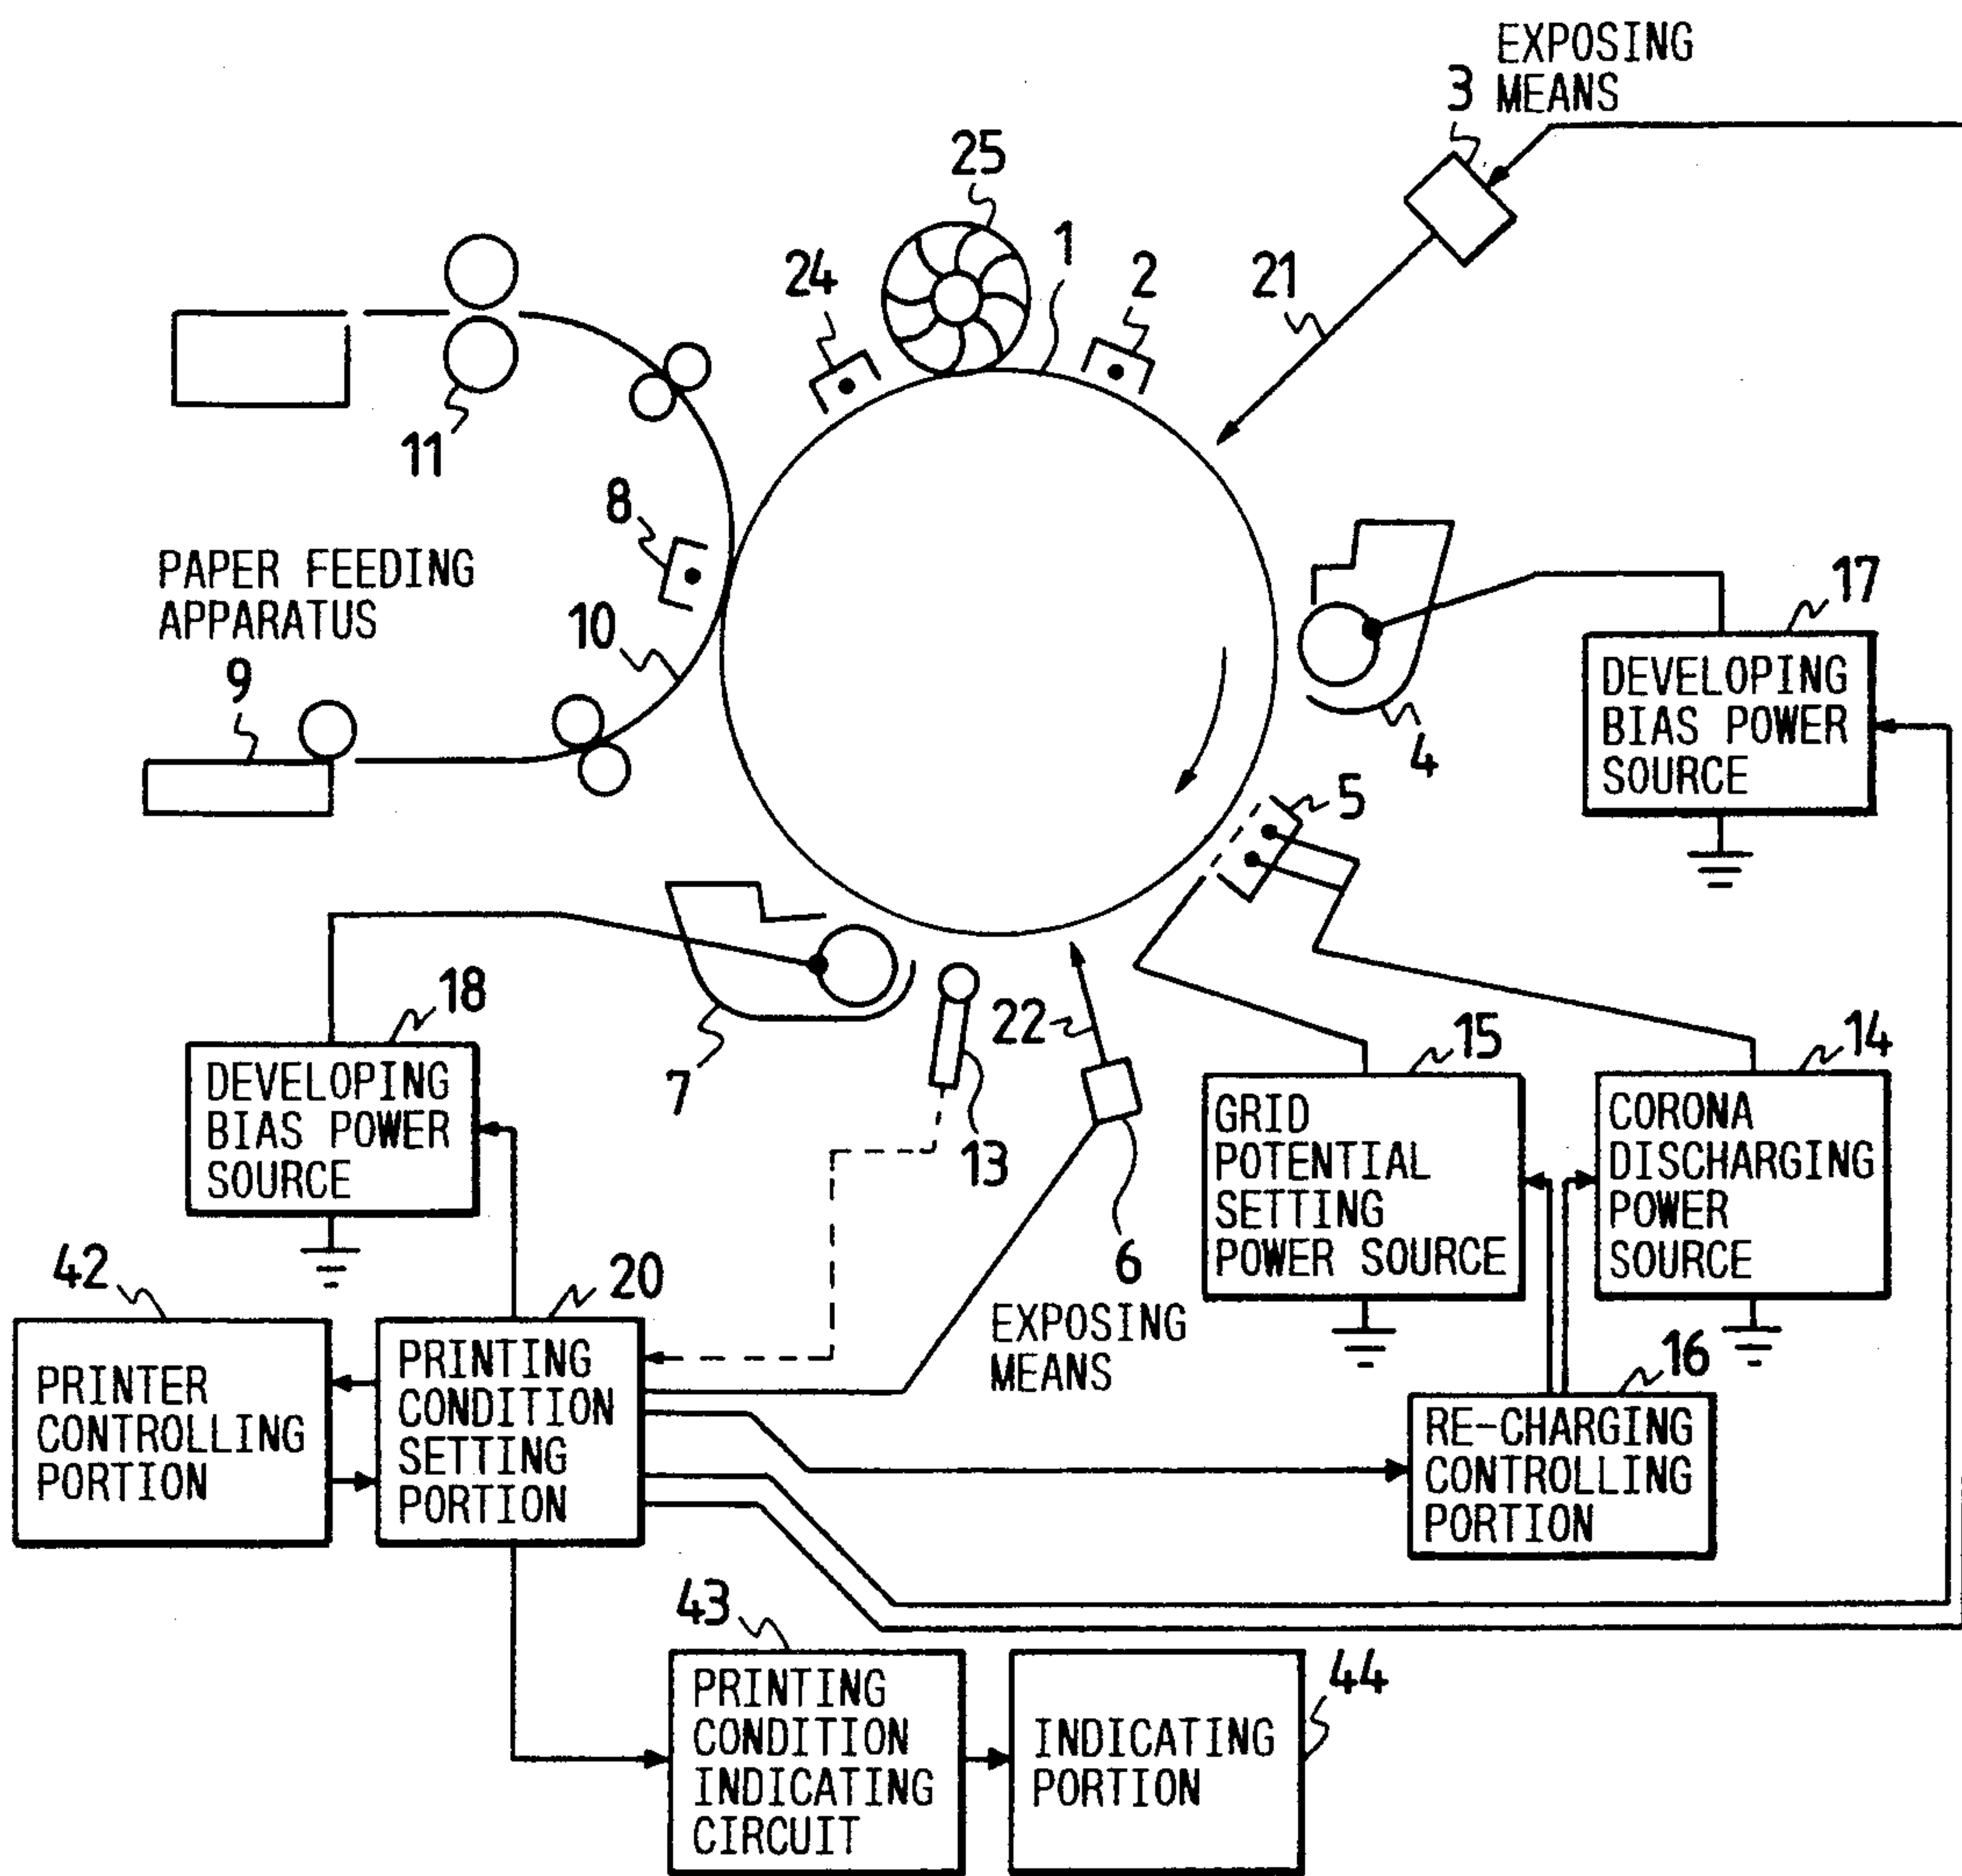 EXPOSING
3 MEANS
25
1
2
24
21
11
8
PAPER FEEDING
APPARATUS
10
9
17
DEVELOPING
BIAS POWER
SOURCE
4
5
18
DEVELOPING
BIAS POWER
SOURCE
7
13
22
6
EXPOSING
MEANS
15
GRID
POTENTIAL
SETTING
POWER SOURCE
14
CORONA
DISCHARGING
POWER
SOURCE
42
PRINTER
CONTROLLING
PORTION
20
PRINTING
CONDITION
SETTING
PORTION
16
RE-CHARGING
CONTROLLING
PORTION
43
PRINTING
CONDITION
INDICATING
CIRCUIT
44
INDICATING
PORTION